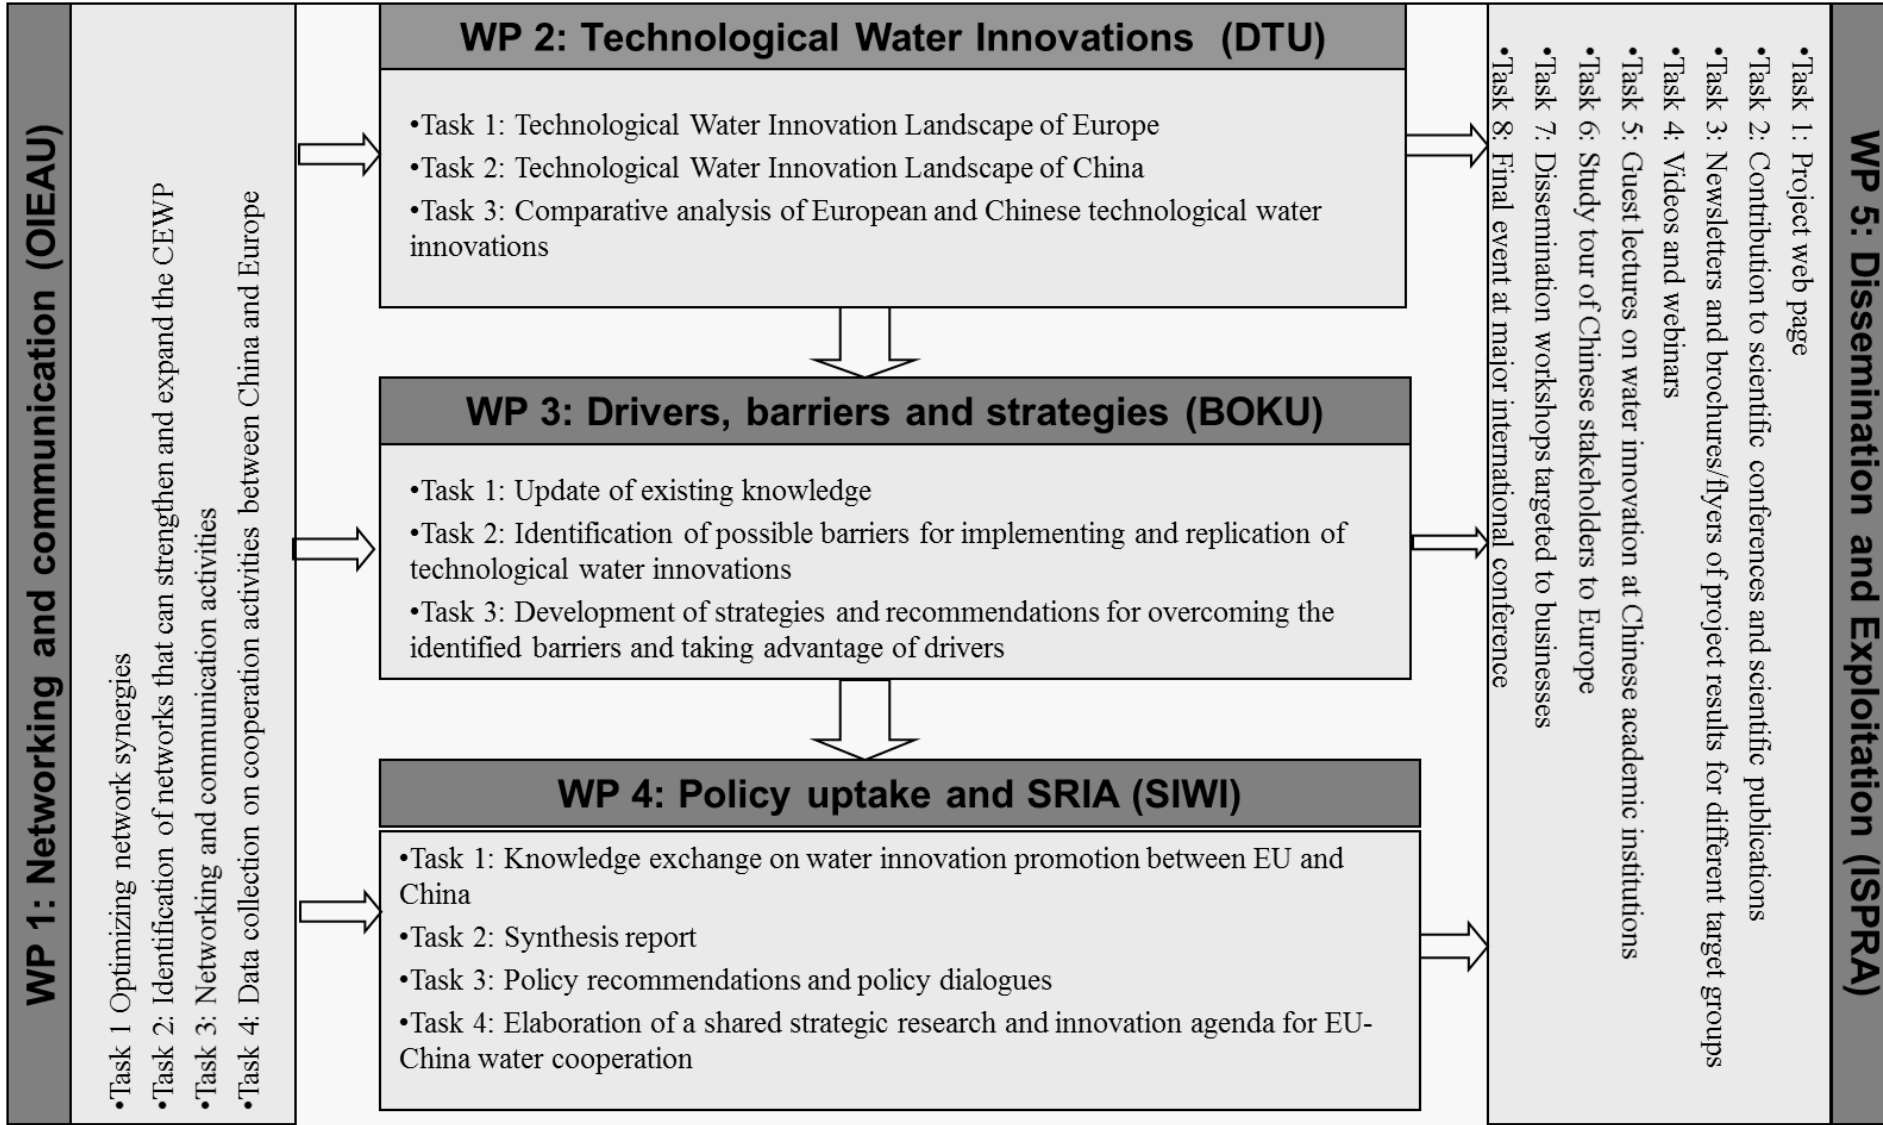 WP 1: Networking and communication (OIEAU)
•Task 1 Optimizing network synergies
•Task 2: Identification of networks that can strengthen and expand the CEWP
•Task 3: Networking and communication activities
•Task 4: Data collection on cooperation activities between China and Europe
WP 2: Technological Water Innovations (DTU)
•Task 1: Technological Water Innovation Landscape of Europe
•Task 2: Technological Water Innovation Landscape of China
•Task 3: Comparative analysis of European and Chinese technological water
innovations
WP 3: Drivers, barriers and strategies (BOKU)
•Task 1: Update of existing knowledge
•Task 2: Identification of possible barriers for implementing and replication of
technological water innovations
•Task 3: Development of strategies and recommendations for overcoming the
identified barriers and taking advantage of drivers
WP 4: Policy uptake and SRIA (SIWI)
•Task 1: Knowledge exchange on water innovation promotion between EU and
China
•Task 2: Synthesis report
•Task 3: Policy recommendations and policy dialogues
•Task 4: Elaboration of a shared strategic research and innovation agenda for EU-
China water cooperation
WP 5: Dissemination and Exploitation (ISPRA)
•Task 1: Project web page
•Task 2: Contribution to scientific conferences and scientific publications
•Task 3: Newsletters and brochures/flyers of project results for different target groups
•Task 4: Videos and webinars
•Task 5: Guest lectures on water innovation at Chinese academic institutions
•Task 6: Study tour of Chinese stakeholders to Europe
•Task 7: Dissemination workshops targeted to businesses
•Task 8: Final event at major international conference